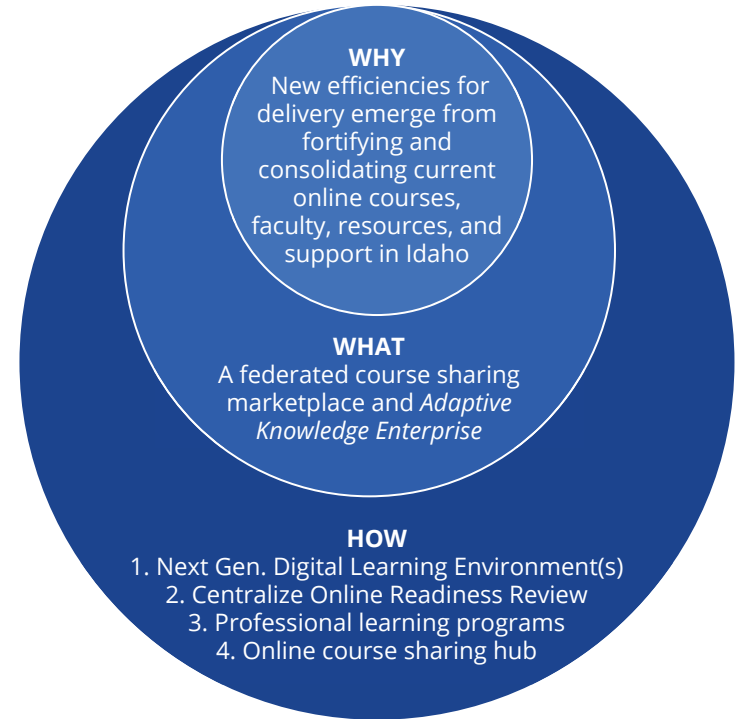 WHY
New efficiencies for
delivery emerge from
fortifying and
consolidating current
online courses,
faculty, resources, and
support in Idaho
WHAT
A federated course sharing
marketplace and Adaptive
Knowledge Enterprise
HOW
1. Next Gen. Digital Learning Environment(s)
2. Centralize Online Readiness Review
3. Professional learning programs
4. Online course sharing hub